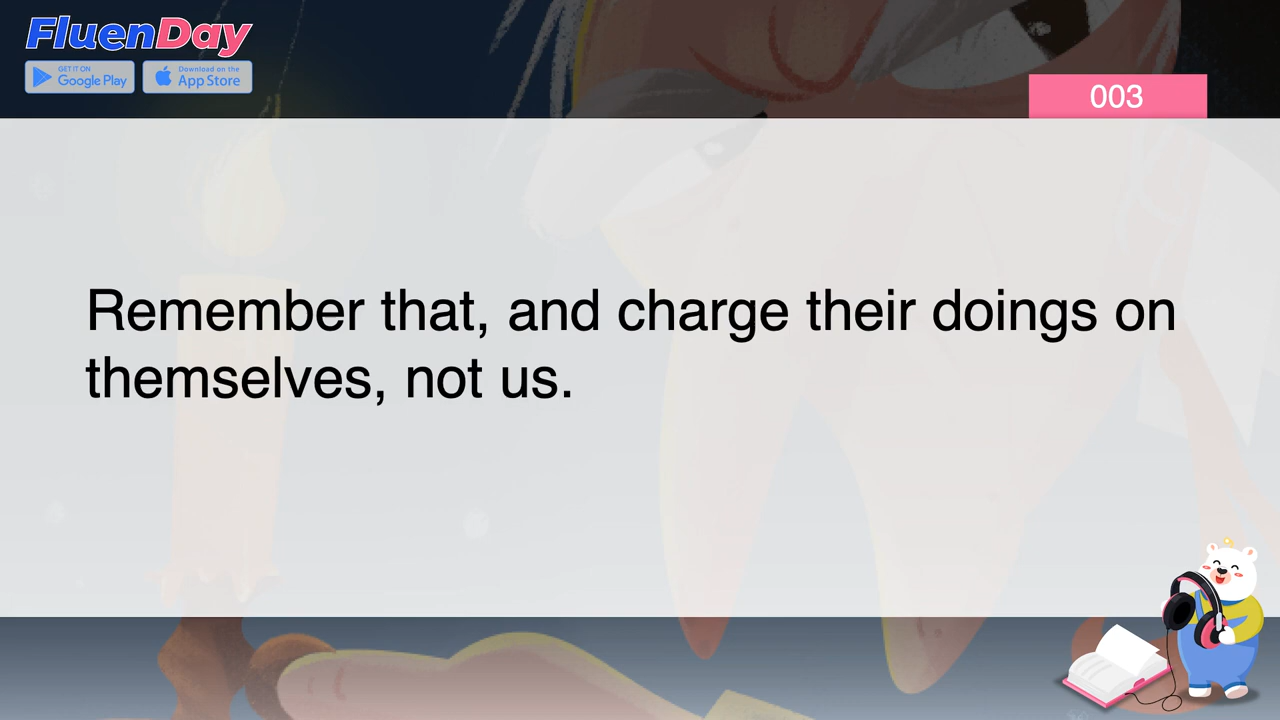 FluenDay
GET IT ON
Google Play
Download on the
App Store
003
Remember that, and charge their doings on
themselves, not us.